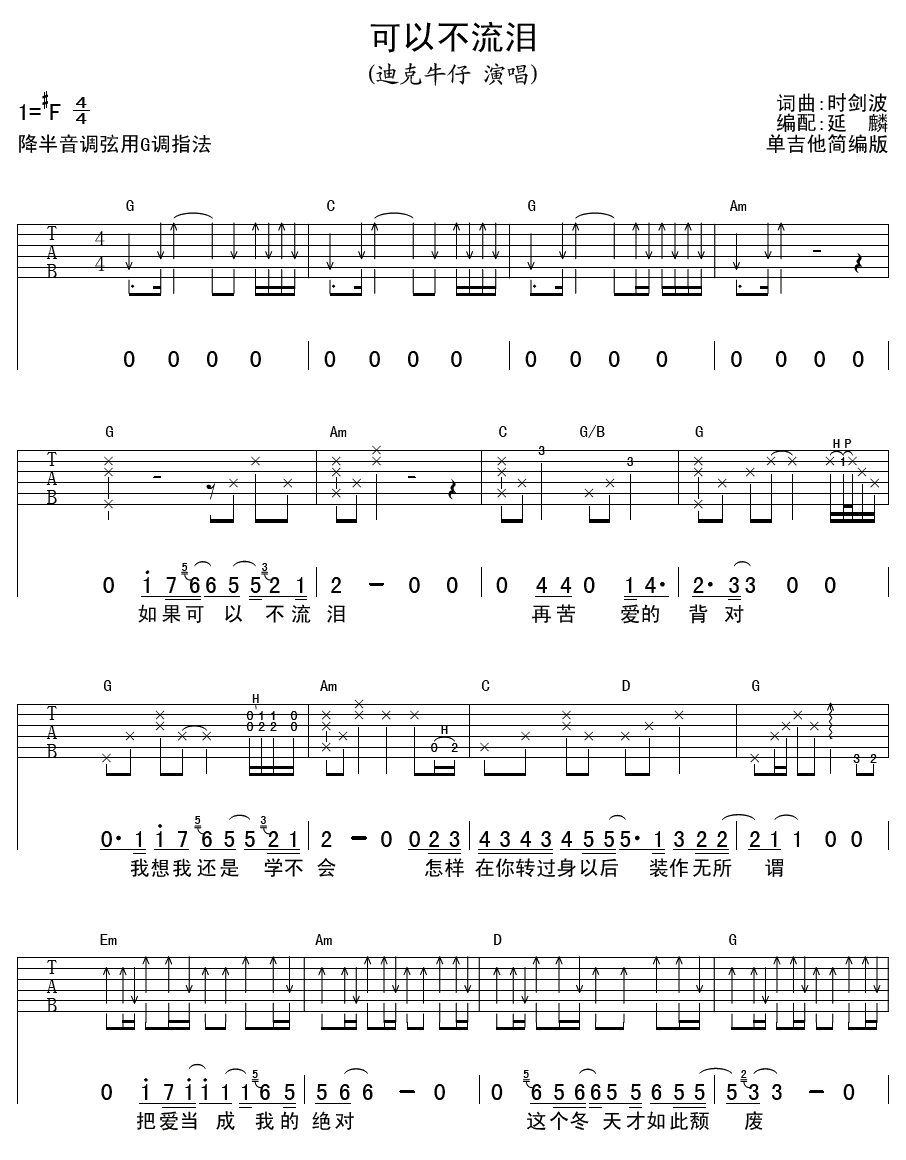 可以不流泪
(迪克牛仔 演唱)
1=#F 4/4
词曲:时剑波
编配:延 麟
降半音调弦用G调指法
单吉他简编版
G C G Am
T A B 4/4
0 0 0 0 0 0 0 0 0 0 0 0 0 0 0 0
G Am C G/B G
3 3 H P 1
T A B
5 3
0 i 7 6 6 5 5 2 1 2 - 0 0 0 4 4 0 1 4· 2· 3 3 0 0
如果可 以 不流 泪 再苦 爱的 背 对
G Am C D G
H
0 1 1 0
T A B 0 2 2 0 H
0 2 3 2
5 3
0· 1 i 7 6 5 5 2 1 2 - 0 0 2 3 4 3 4 3 4 5 5 5· 1 3 2 2 2 1 1 0 0
我想我还是 学不 会 怎样 在你转过身以后 装作无所 谓
Em Am D G
T A B
5 5 2
0 i 7 i i 1 1 6 5 5 6 6 - 0 0 6 5 6 6 5 5 6 5 5 5 3 3 - 0
把爱当 成 我的 绝对 这个冬 天才如此颓 废